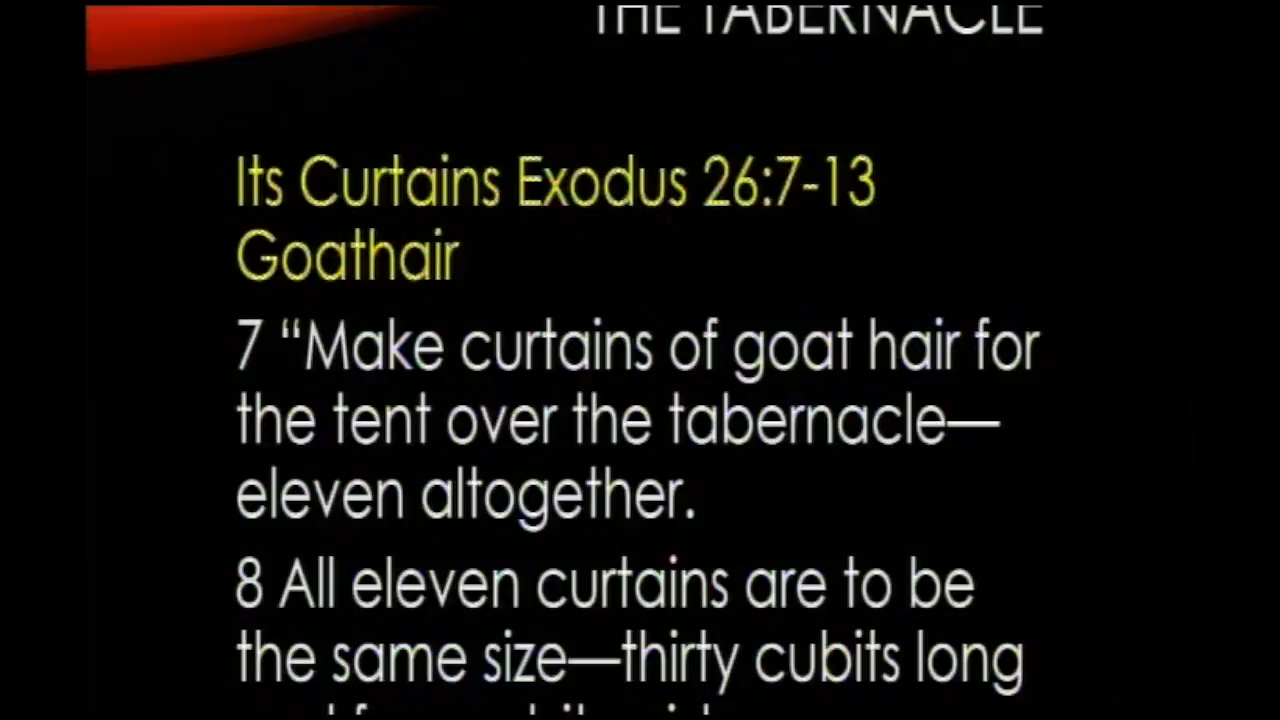 THE TABERNACLE
Its Curtains Exodus 26:7-13
Goathair
7 “Make curtains of goat hair for
the tent over the tabernacle—
eleven altogether.
8 All eleven curtains are to be
the same size—thirty cubits long